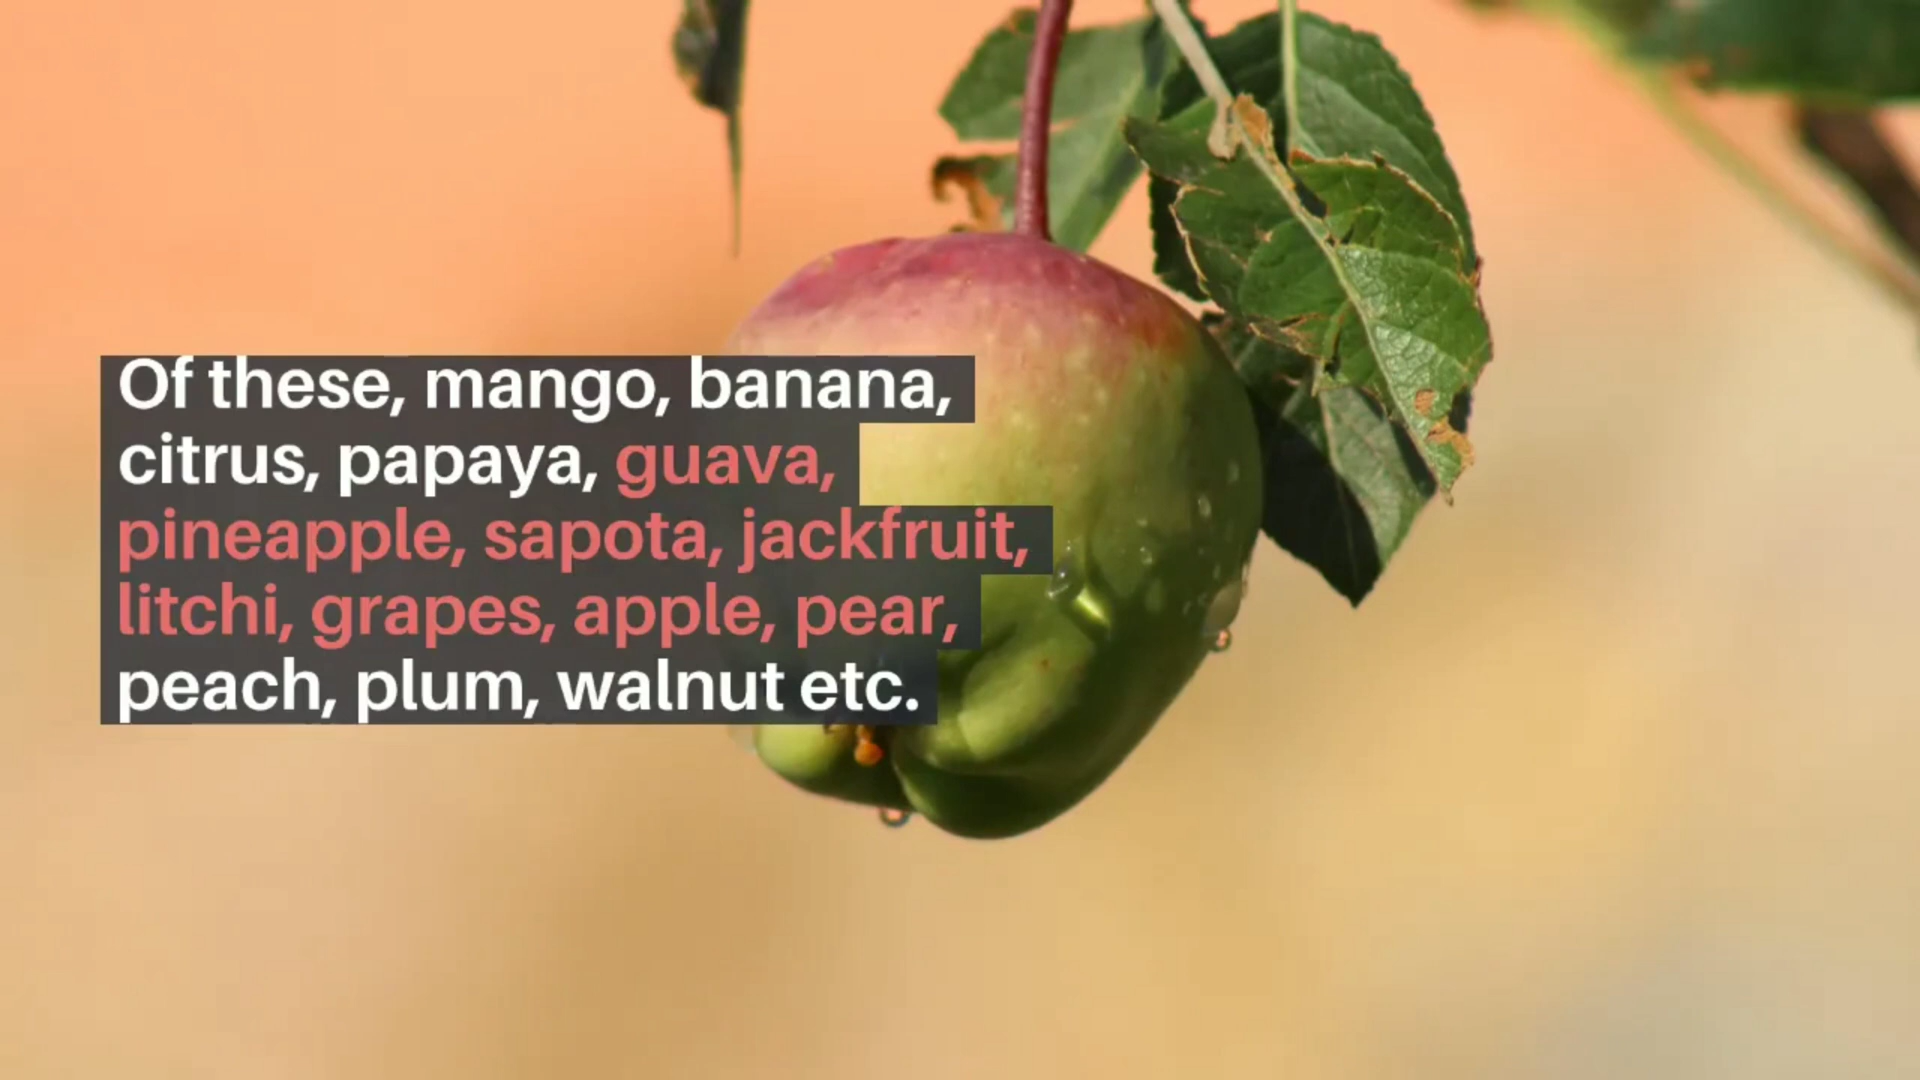 Of these, mango, banana,
citrus, papaya, guava,
pineapple, sapota, jackfruit,
litchi, grapes, apple, pear,
peach, plum, walnut etc.